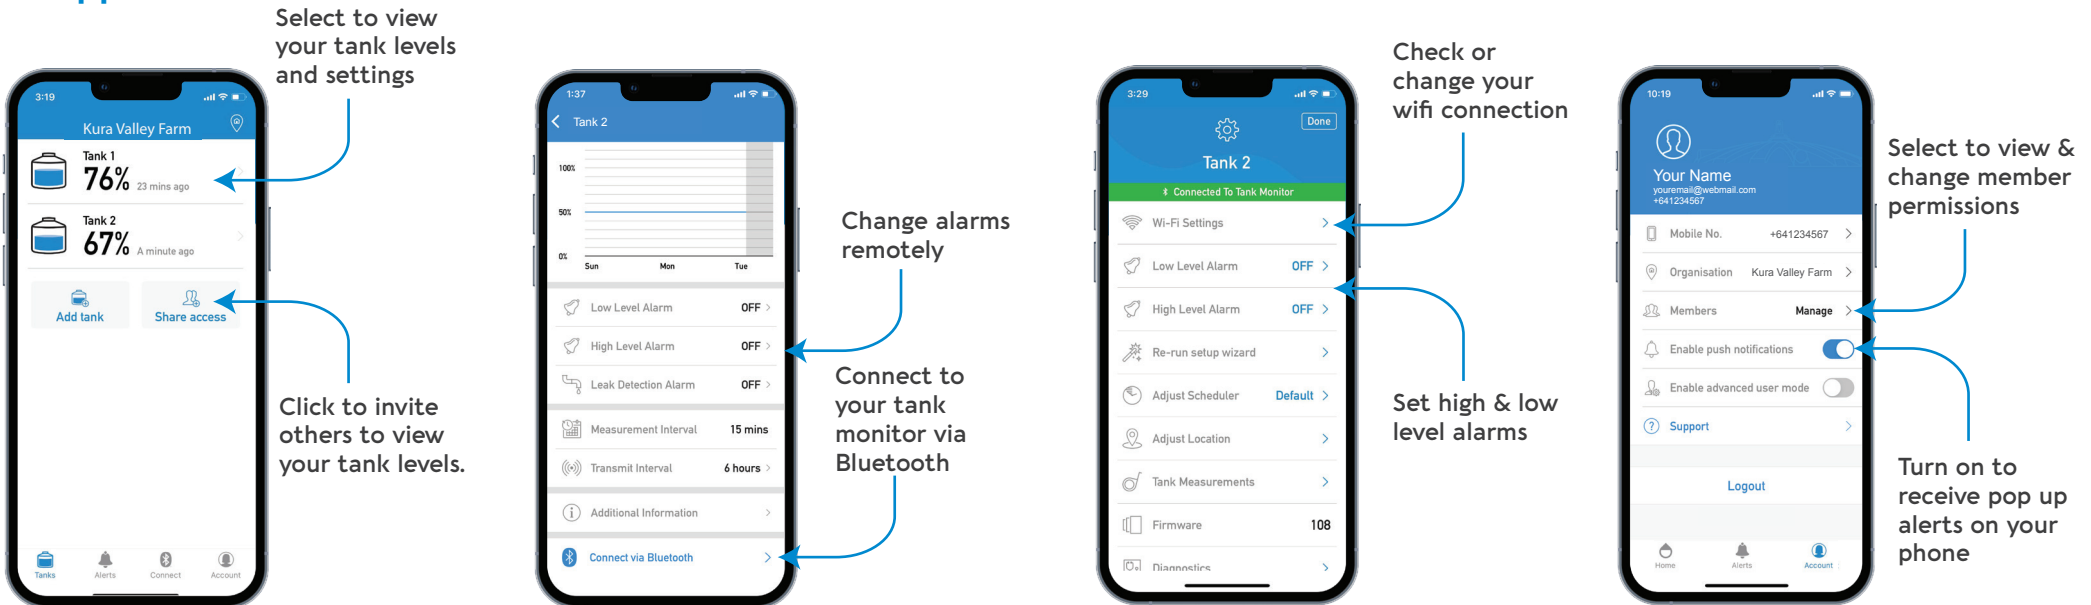 Select to view
your tank levels
and settings
3:19
Kura Valley Farm
Tank 1
76% 23 mins ago
Tank 2
67% A minute ago
Add tank
Share access
Tanks
Alerts
Connect
Account
Click to invite
others to view
your tank levels.
1:37
Tank 2
100%
50%
0%
Sun Mon Tue
Low Level Alarm OFF
High Level Alarm OFF
Leak Detection Alarm OFF
Measurement Interval 15 mins
Transmit Interval 6 hours
Additional Information
Connect via Bluetooth
Change alarms
remotely
Connect to
your tank
monitor via
Bluetooth
3:29
Done
Tank 2
Connected To Tank Monitor
Wi-Fi Settings
Low Level Alarm OFF
High Level Alarm OFF
Re-run setup wizard
Adjust Scheduler Default
Adjust Location
Tank Measurements
Firmware 108
Diagnostics
Check or
change your
wifi connection
Set high & low
level alarms
10:19
Your Name
youremail@webmail.com
+641234567
Mobile No. +641234567
Organisation Kura Valley Farm
Members Manage
Enable push notifications
Enable advanced user mode
Support
Logout
Home
Alerts
Account
Select to view &
change member
permissions
Turn on to
receive pop up
alerts on your
phone